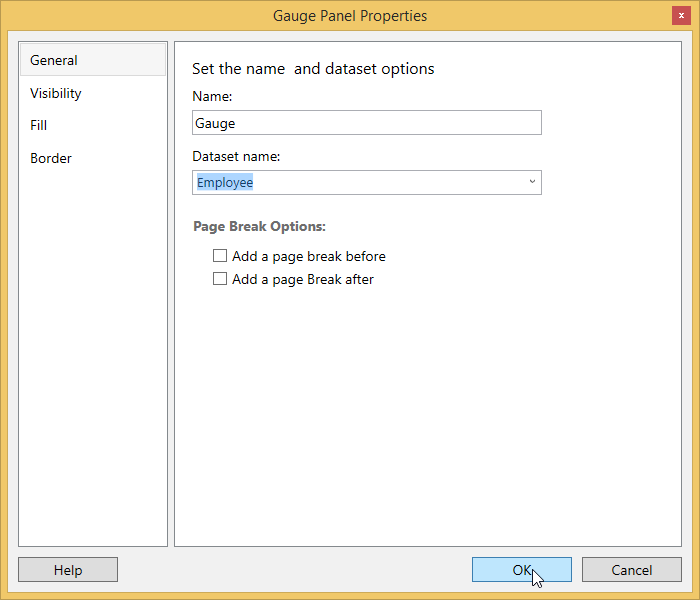 Gauge Panel Properties
x
General
Visibility
Fill
Border
Set the name  and dataset options
Name:
Gauge
Dataset name:
Employee
Page Break Options:
Add a page break before
Add a page Break after
Help
OK
Cancel